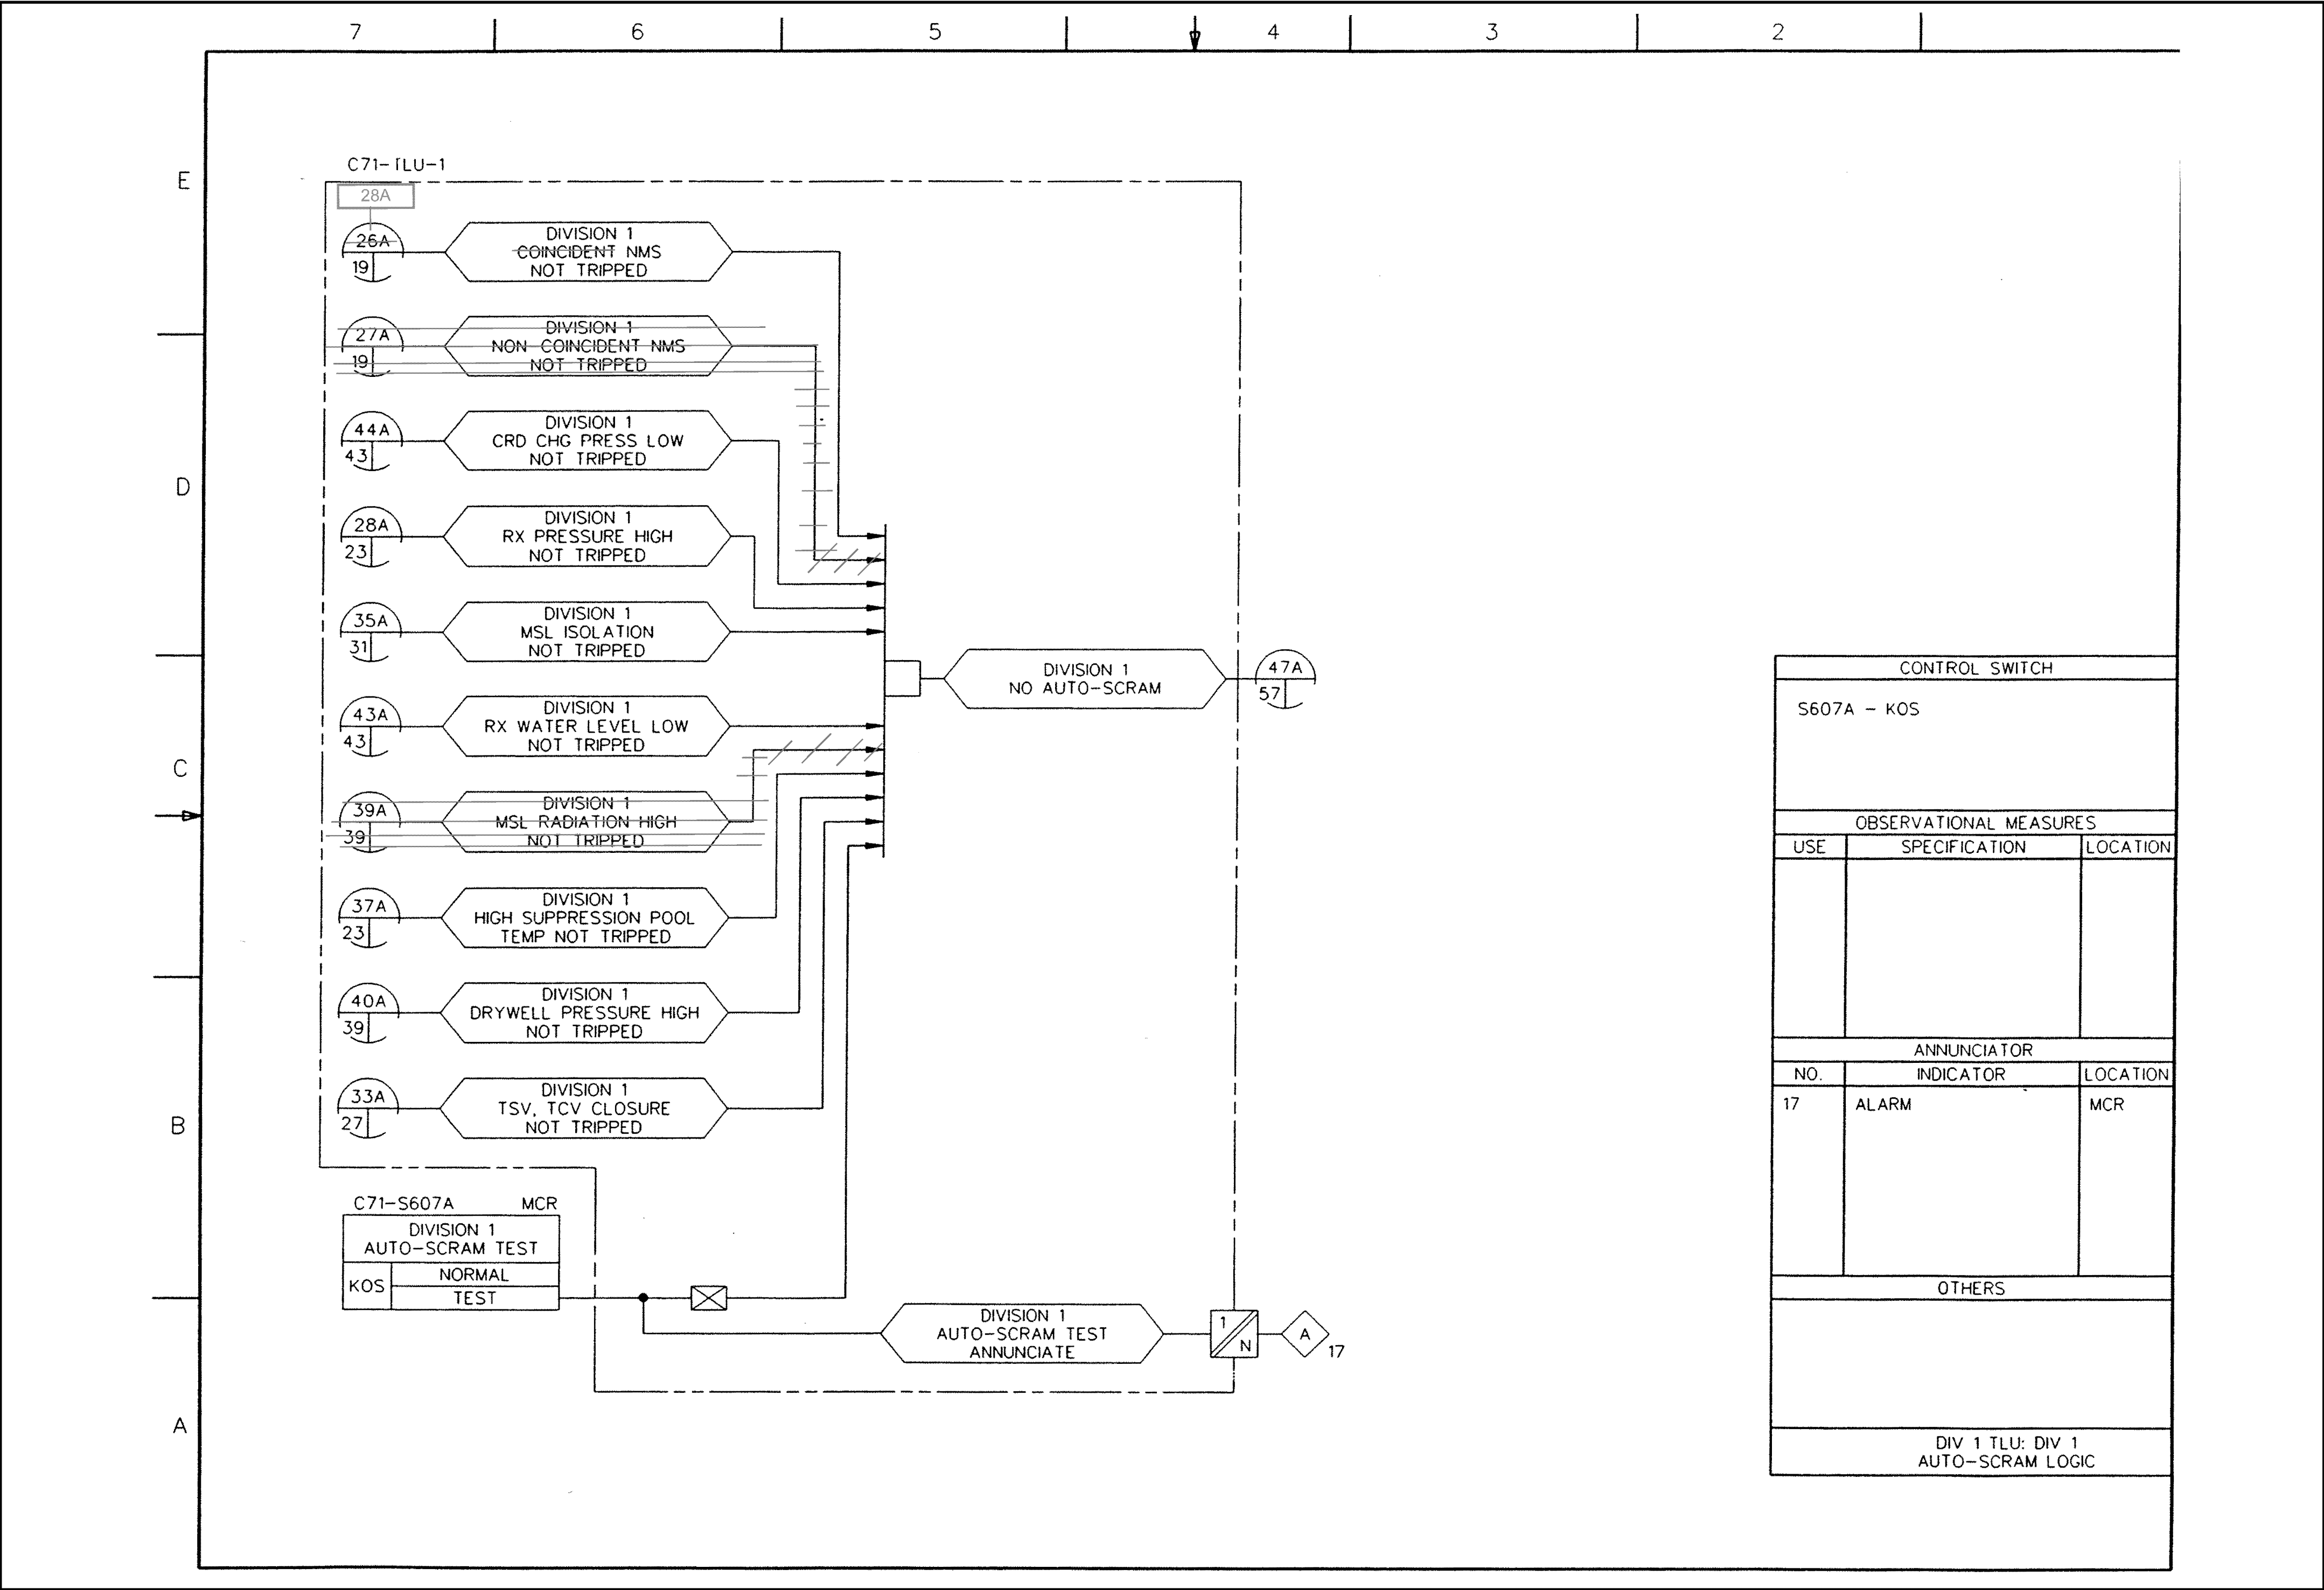 7 6 5 4 3 2
E
D
C
B
A
C71-TLU-1
28A
26A
19
DIVISION 1
COINCIDENT NMS
NOT TRIPPED
27A
19
DIVISION 1
NON-COINCIDENT NMS
NOT TRIPPED
44A
43
DIVISION 1
CRD CHG PRESS LOW
NOT TRIPPED
28A
23
DIVISION 1
RX PRESSURE HIGH
NOT TRIPPED
35A
31
DIVISION 1
MSL ISOLATION
NOT TRIPPED
43A
43
DIVISION 1
RX WATER LEVEL LOW
NOT TRIPPED
39A
39
DIVISION 1
MSL RADIATION HIGH
NOT TRIPPED
37A
23
DIVISION 1
HIGH SUPPRESSION POOL
TEMP NOT TRIPPED
40A
39
DIVISION 1
DRYWELL PRESSURE HIGH
NOT TRIPPED
33A
27
DIVISION 1
TSV, TCV CLOSURE
NOT TRIPPED
DIVISION 1
NO AUTO-SCRAM
47A
57
C71-S607A MCR
DIVISION 1
AUTO-SCRAM TEST
KOS
NORMAL
TEST
DIVISION 1
AUTO-SCRAM TEST
ANNUNCIATE
1
N
A
17
CONTROL SWITCH
S607A - KOS
OBSERVATIONAL MEASURES
USE SPECIFICATION LOCATION
ANNUNCIATOR
NO. INDICATOR LOCATION
17 ALARM MCR
OTHERS
DIV 1 TLU: DIV 1
AUTO-SCRAM LOGIC